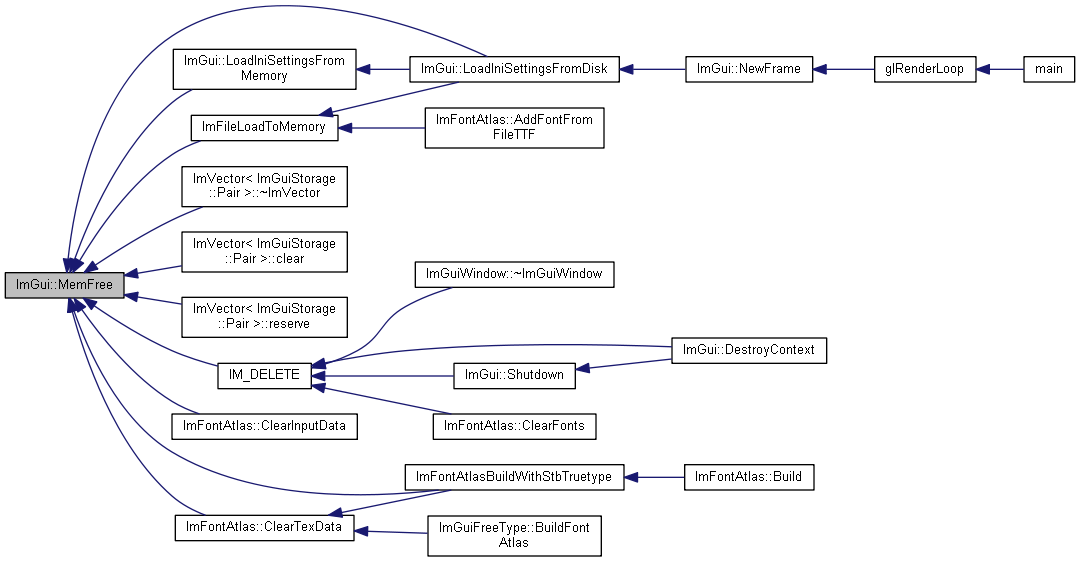 ImGui::LoadIniSettingsFrom
Memory
ImGui::LoadIniSettingsFromDisk
ImGui::NewFrame
glRenderLoop
main
ImFileLoadToMemory
ImFontAtlas::AddFontFrom
FileTTF
ImVector< ImGuiStorage
::Pair >::~ImVector
ImVector< ImGuiStorage
::Pair >::clear
ImGui::MemFree
ImGuiWindow::~ImGuiWindow
ImVector< ImGuiStorage
::Pair >::reserve
ImGui::DestroyContext
IM_DELETE
ImGui::Shutdown
ImFontAtlas::ClearInputData
ImFontAtlas::ClearFonts
ImFontAtlasBuildWithStbTruetype
ImFontAtlas::Build
ImFontAtlas::ClearTexData
ImGuiFreeType::BuildFont
Atlas